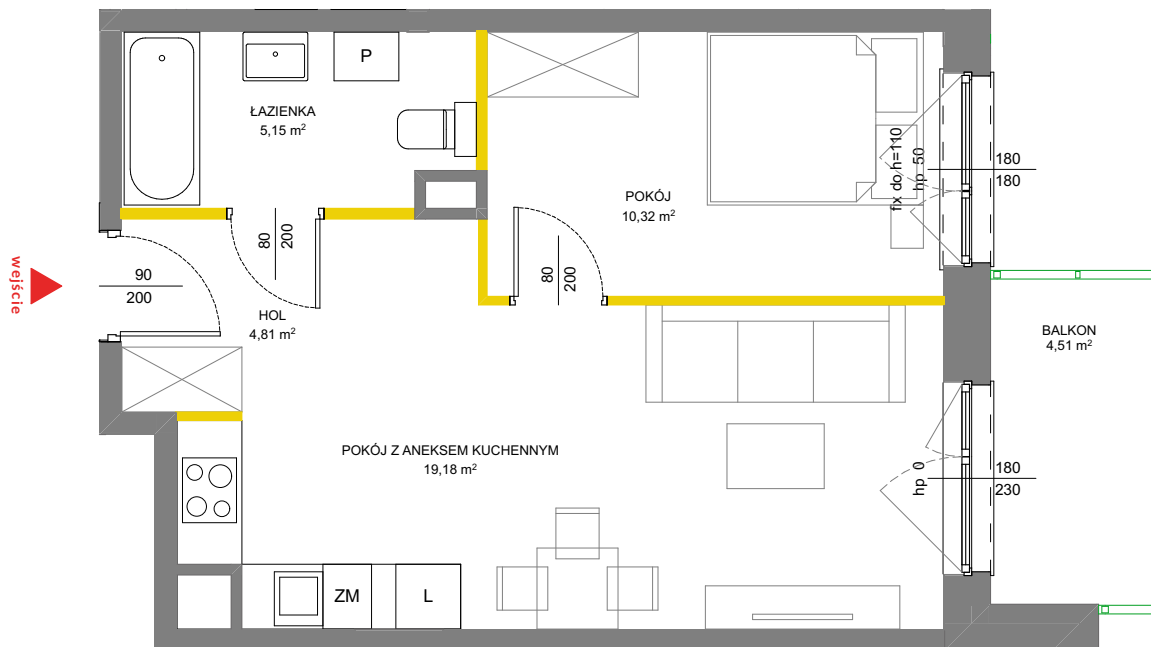 P
ŁAZIENKA
5,15 m²
POKÓJ
10,32 m²
fix do h=110
hp 50
180
180
80
200
80
200
wejście
90
200
HOL
4,81 m²
BALKON
4,51 m²
POKÓJ Z ANEKSEM KUCHENNYM
19,18 m²
hp 0
180
230
ZM
L